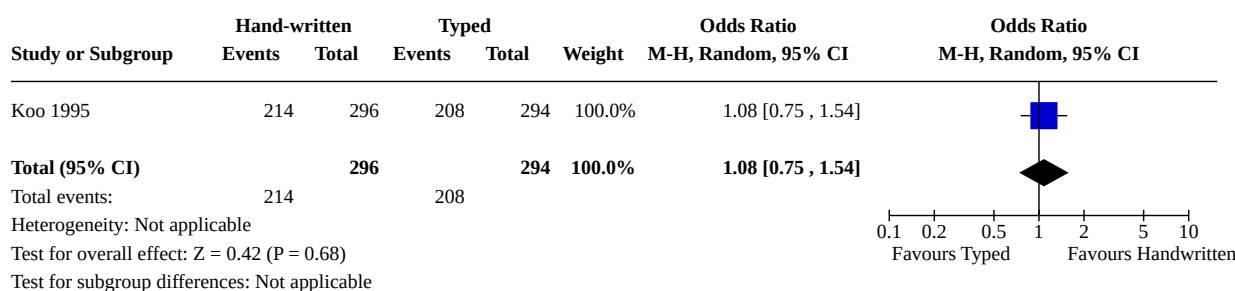 Hand-written Typed Odds Ratio Odds Ratio
Study or Subgroup Events Total Events Total Weight M-H, Random, 95% CI M-H, Random, 95% CI
Koo 1995 214 296 208 294 100.0% 1.08 [0.75 , 1.54]
Total (95% CI) 296 294 100.0% 1.08 [0.75 , 1.54]
Total events: 214 208
Heterogeneity: Not applicable
0.1 0.2 0.5 1 2 5 10
Test for overall effect: Z = 0.42 (P = 0.68) Favours Typed Favours Handwritten
Test for subgroup differences: Not applicable